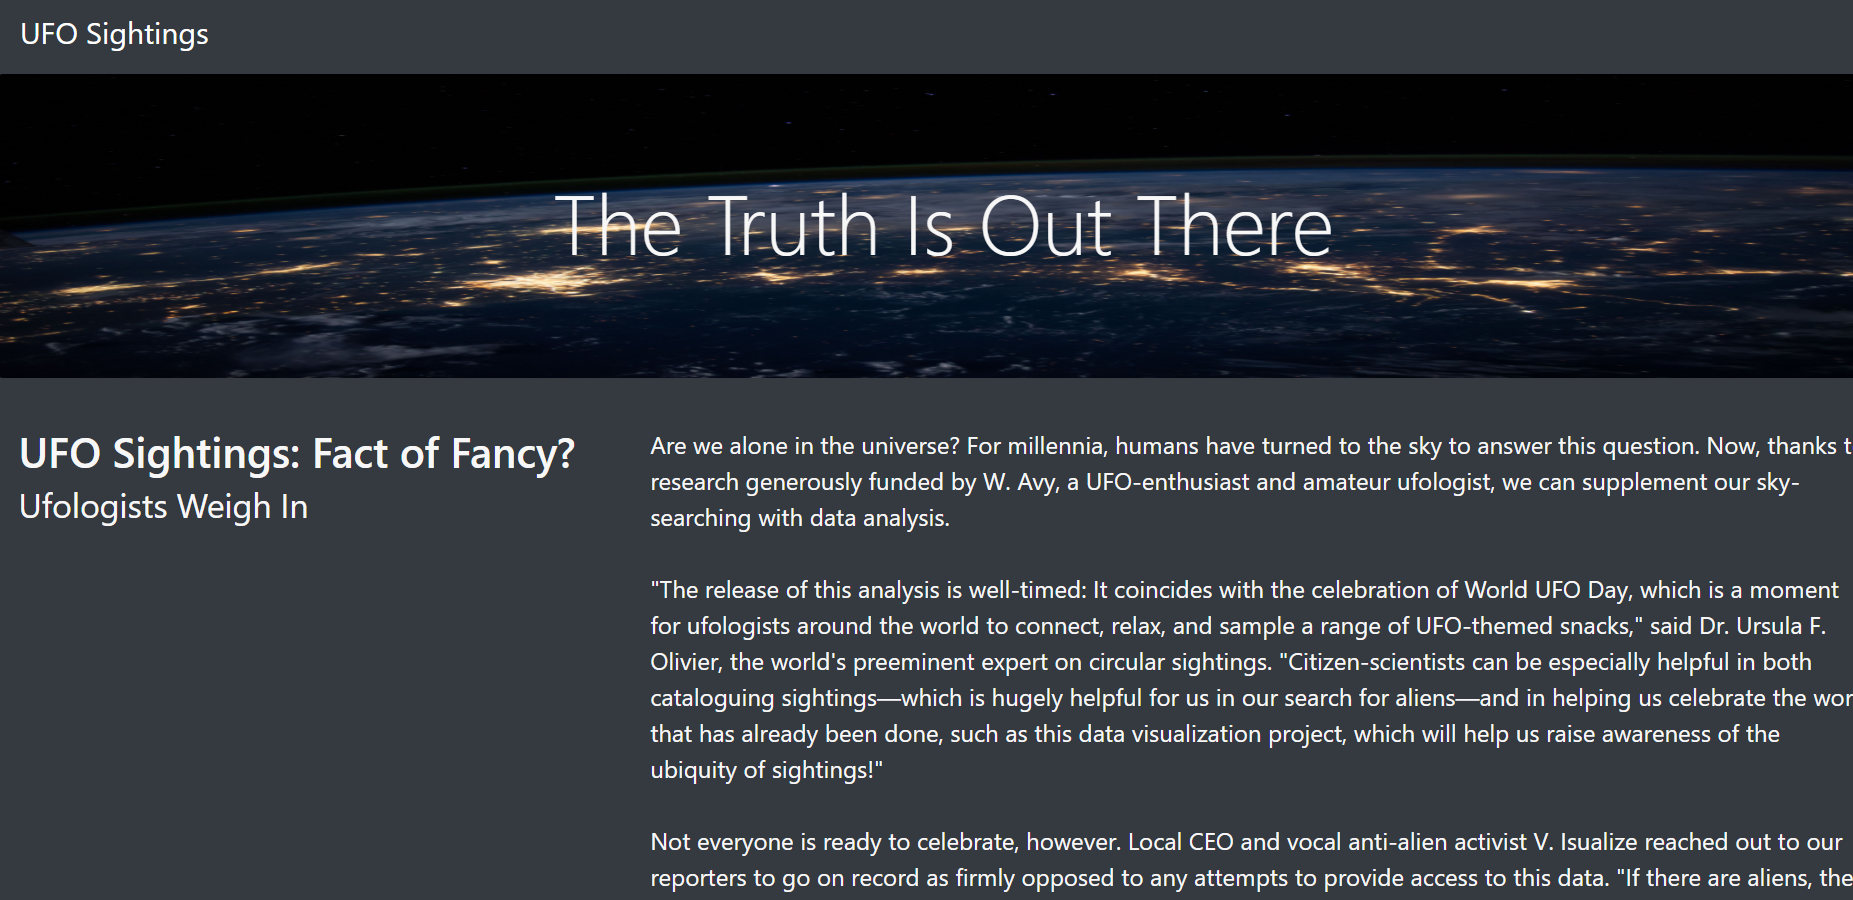 UFO Sightings
The Truth Is Out There
UFO Sightings: Fact of Fancy?
Ufologists Weigh In
Are we alone in the universe? For millennia, humans have turned to the sky to answer this question. Now, thanks t
research generously funded by W. Avy, a UFO-enthusiast and amateur ufologist, we can supplement our sky-
searching with data analysis.
"The release of this analysis is well-timed: It coincides with the celebration of World UFO Day, which is a moment
for ufologists around the world to connect, relax, and sample a range of UFO-themed snacks," said Dr. Ursula F.
Olivier, the world's preeminent expert on circular sightings. "Citizen-scientists can be especially helpful in both
cataloguing sightings—which is hugely helpful for us in our search for aliens—and in helping us celebrate the wor
that has already been done, such as this data visualization project, which will help us raise awareness of the
ubiquity of sightings!"
Not everyone is ready to celebrate, however. Local CEO and vocal anti-alien activist V. Isualize reached out to our
reporters to go on record as firmly opposed to any attempts to provide access to this data. "If there are aliens, the